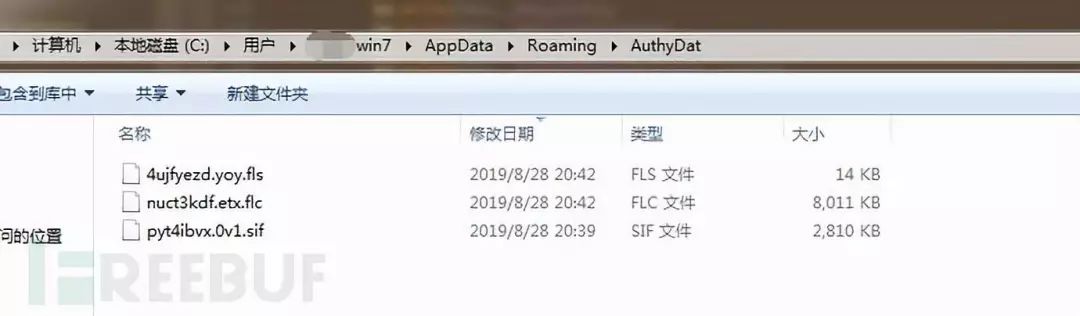 计算机 本地磁盘 (C:) 用户 win7 AppData Roaming AuthyDat
包含到库中 共享 新建文件夹
名称 修改日期 类型 大小
4ujfyezd.yoy.fls 2019/8/28 20:42 FLS 文件 14 KB
nuct3kdf.etx.flc 2019/8/28 20:42 FLC 文件 8,011 KB
pyt4ibvx.0v1.sif 2019/8/28 20:39 SIF 文件 2,810 KB
问的位置
FREEBUF